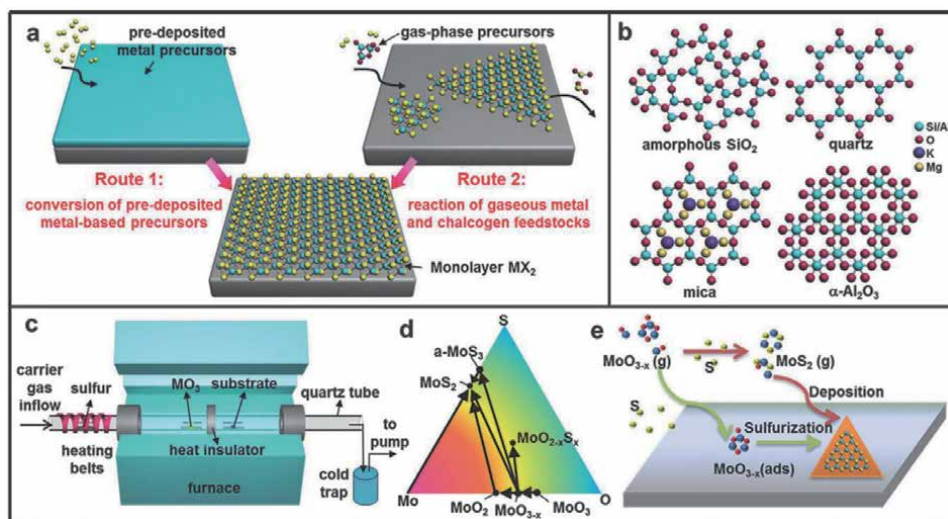 a
pre-deposited
metal precursors
gas-phase precursors
Route 1:
conversion of pre-deposited
metal-based precursors
Route 2:
reaction of gaseous metal
and chalcogen feedstocks
Monolayer MX₂
b
amorphous SiO₂
quartz
Si/A
O
K
Mg
mica
α-Al₂O₃
c
carrier
gas
inflow
sulfur
MO₃
substrate
quartz tube
heating
belts
heat insulator
furnace
to
pump
cold
trap
d
S
a-MoS₃
MoS₂
MoO₂₋ₓSₓ
Mo
MoO₂
MoO₃₋ₓ
MoO₃
O
e
MoO₃₋ₓ(g)
S
MoS₂ (g)
Deposition
S
Sulfurization
MoO₃₋ₓ(ads)